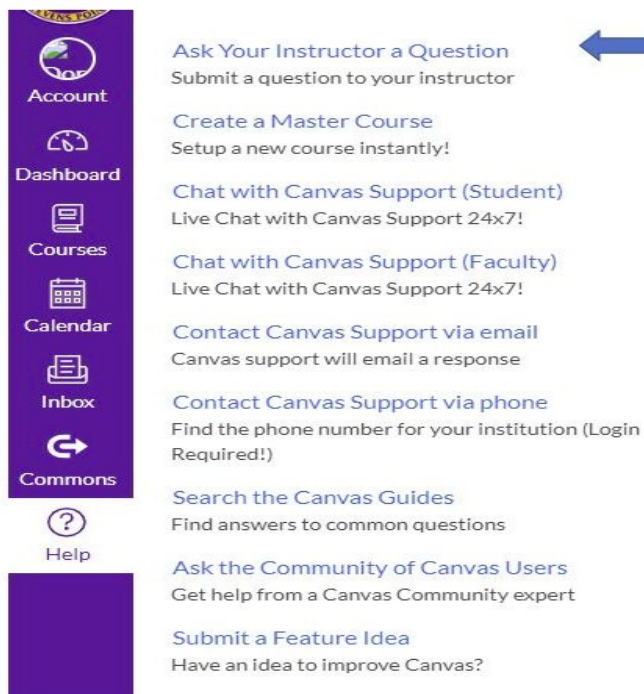 STEVENS POINT
Account
Dashboard
Courses
Calendar
Inbox
Commons
Help
Ask Your Instructor a Question
Submit a question to your instructor
Create a Master Course
Setup a new course instantly!
Chat with Canvas Support (Student)
Live Chat with Canvas Support 24x7!
Chat with Canvas Support (Faculty)
Live Chat with Canvas Support 24x7!
Contact Canvas Support via email
Canvas support will email a response
Contact Canvas Support via phone
Find the phone number for your institution (Login
Required!)
Search the Canvas Guides
Find answers to common questions
Ask the Community of Canvas Users
Get help from a Canvas Community expert
Submit a Feature Idea
Have an idea to improve Canvas?